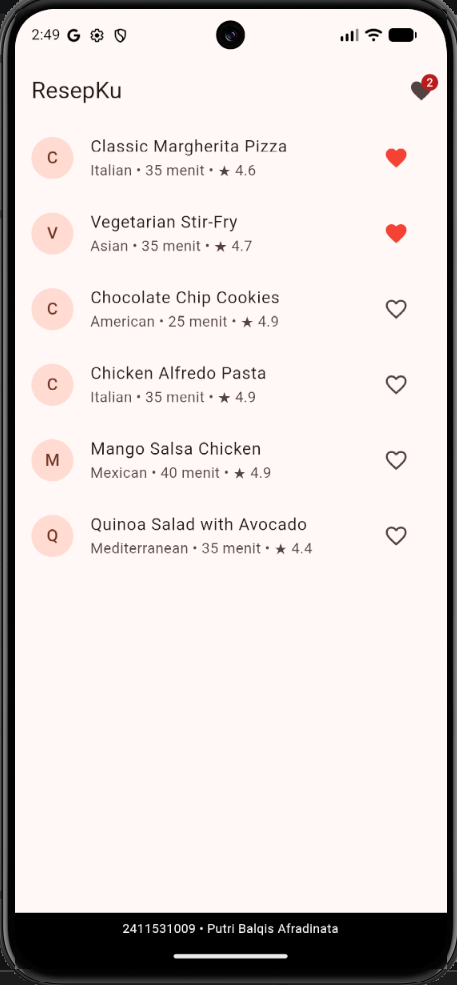 2:49 G
ResepKu
2
C
Classic Margherita Pizza
Italian • 35 menit • ★ 4.6
V
Vegetarian Stir-Fry
Asian • 35 menit • ★ 4.7
C
Chocolate Chip Cookies
American • 25 menit • ★ 4.9
C
Chicken Alfredo Pasta
Italian • 35 menit • ★ 4.9
M
Mango Salsa Chicken
Mexican • 40 menit • ★ 4.9
Q
Quinoa Salad with Avocado
Mediterranean • 35 menit • ★ 4.4
2411531009 • Putri Balqis Afradinata